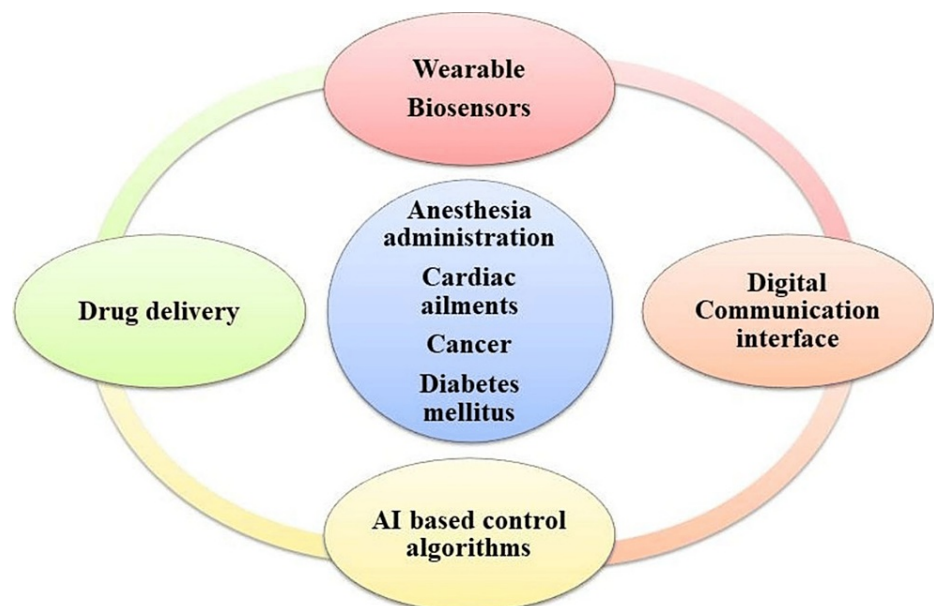 Wearable
Biosensors
Anesthesia
administration
Cardiac
ailments
Cancer
Diabetes
mellitus
Drug delivery
Digital
Communication
interface
AI based control
algorithms